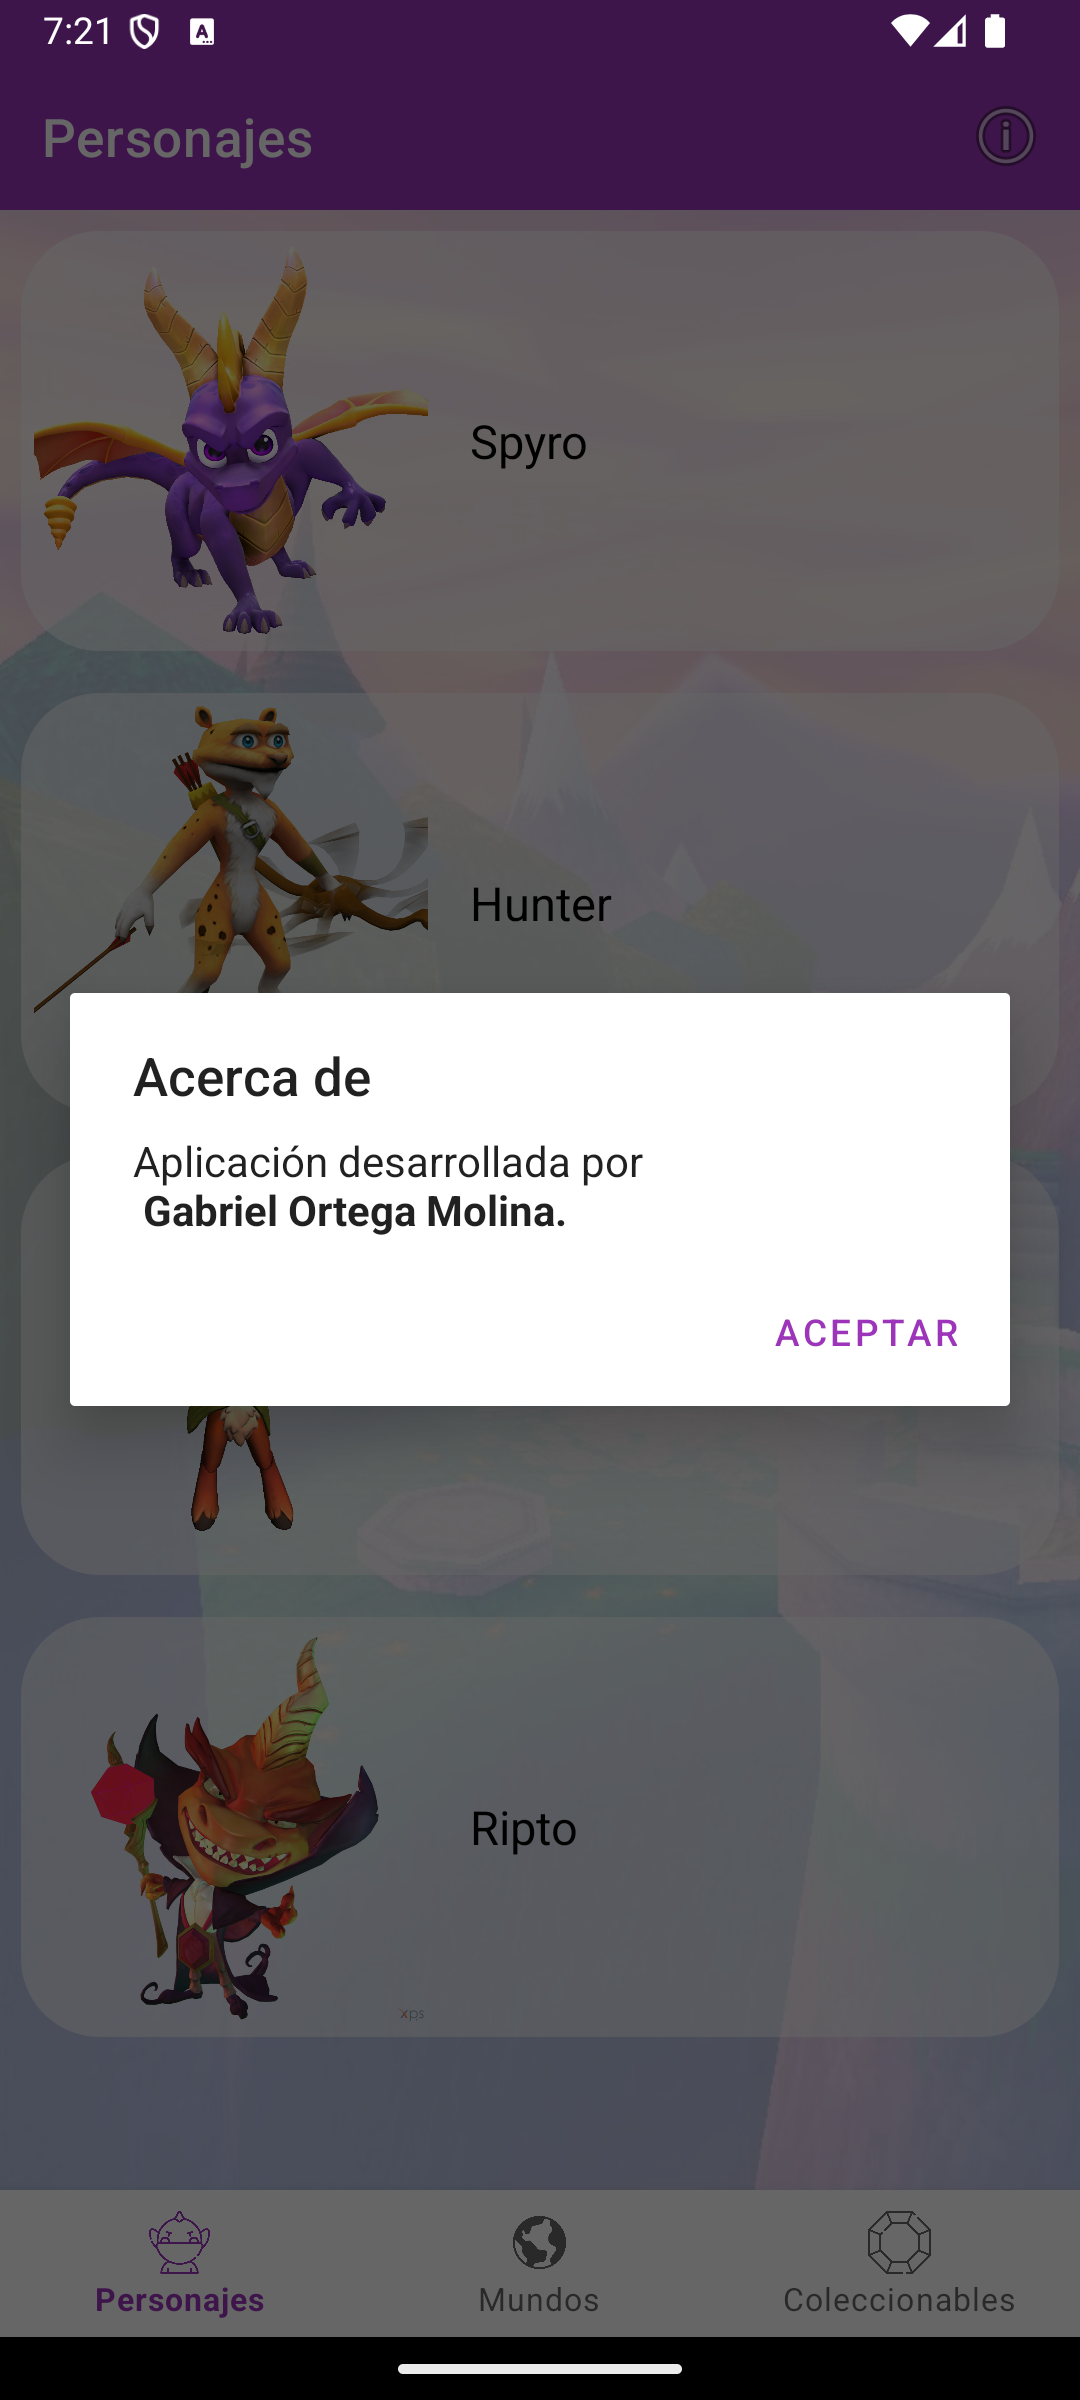 7:21
Personajes
Spyro
Hunter
Acerca de
Aplicación desarrollada por
Gabriel Ortega Molina.
ACEPTAR
Ripto
xps
Personajes
Mundos
Coleccionables